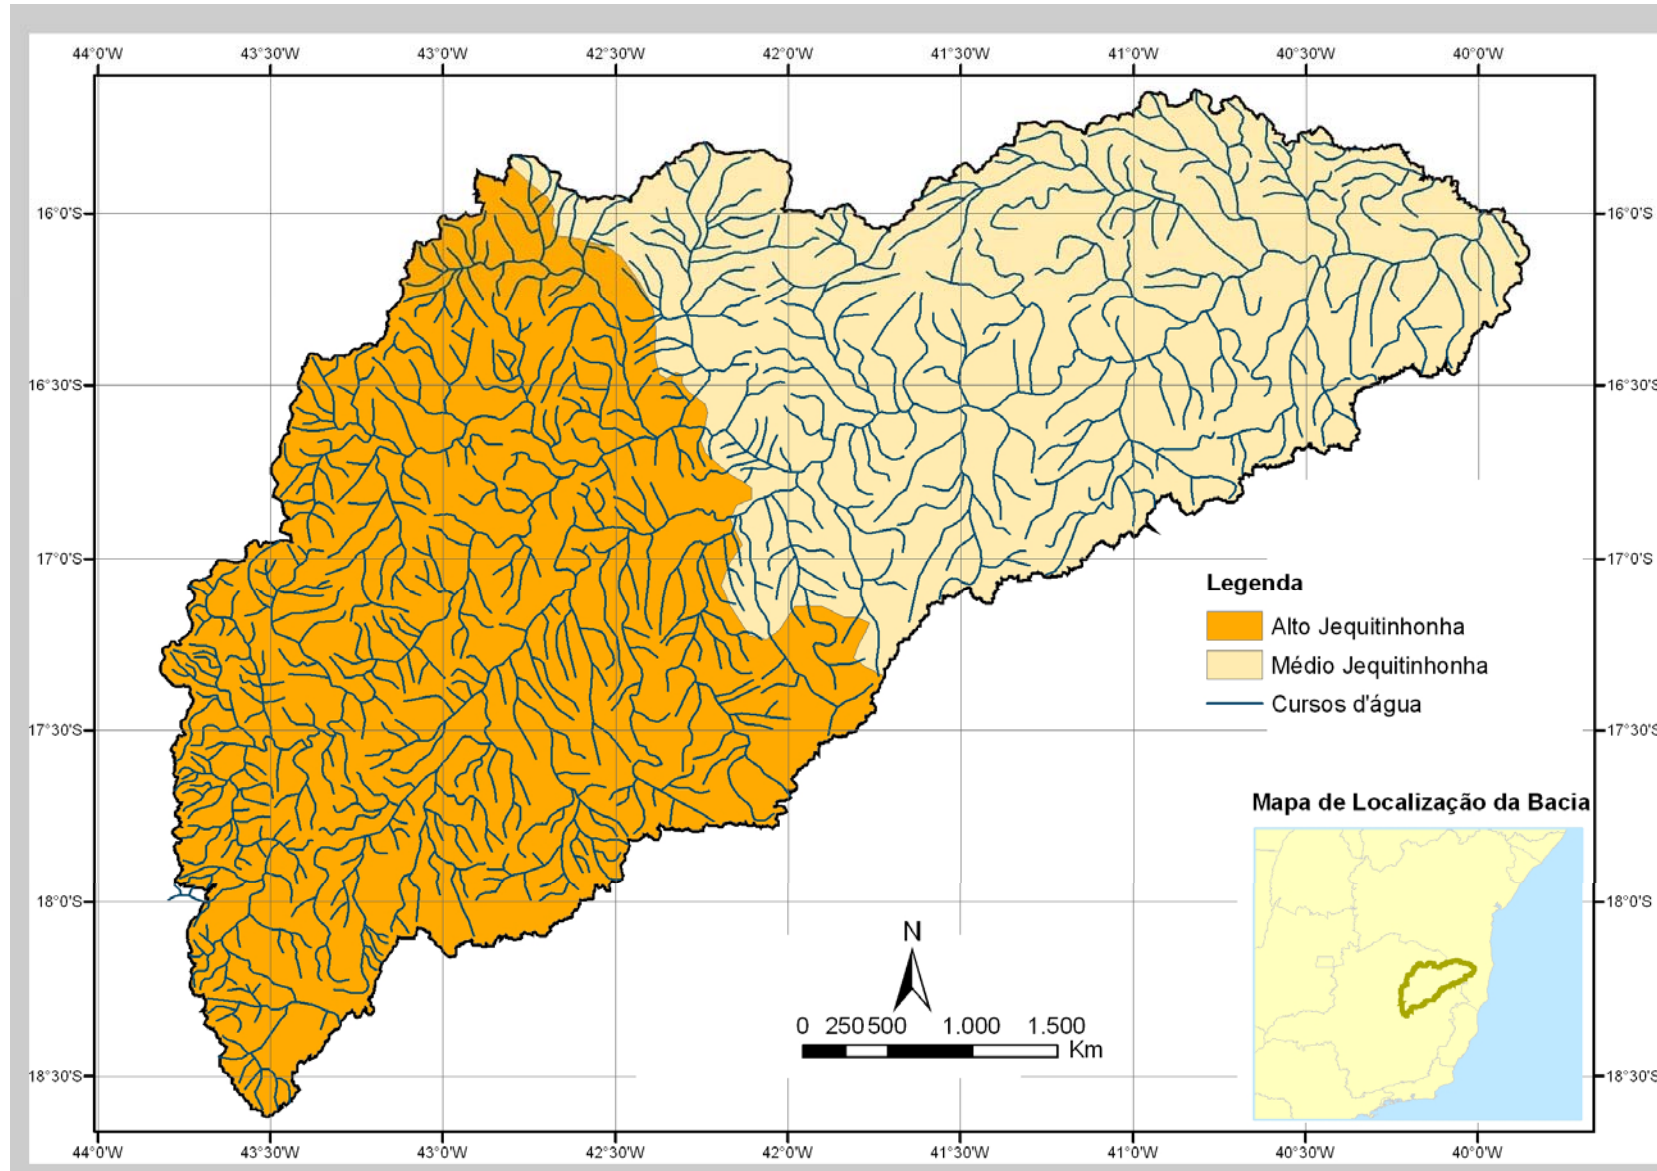 44°0'W 43°30'W 43°0'W 42°30'W 42°0'W 41°30'W 41°0'W 40°30'W 40°0'W
16°0'S 16°0'S
16°30'S 16°30'S
17°0'S 17°0'S
Legenda
Alto Jequitinhonha
Médio Jequitinhonha
Cursos d'água
17°30'S 17°30'S
Mapa de Localização da Bacia
18°0'S 18°0'S
N
0 250 500 1.000 1.500
Km
18°30'S 18°30'S
44°0'W 43°30'W 43°0'W 42°30'W 42°0'W 41°30'W 41°0'W 40°30'W 40°0'W